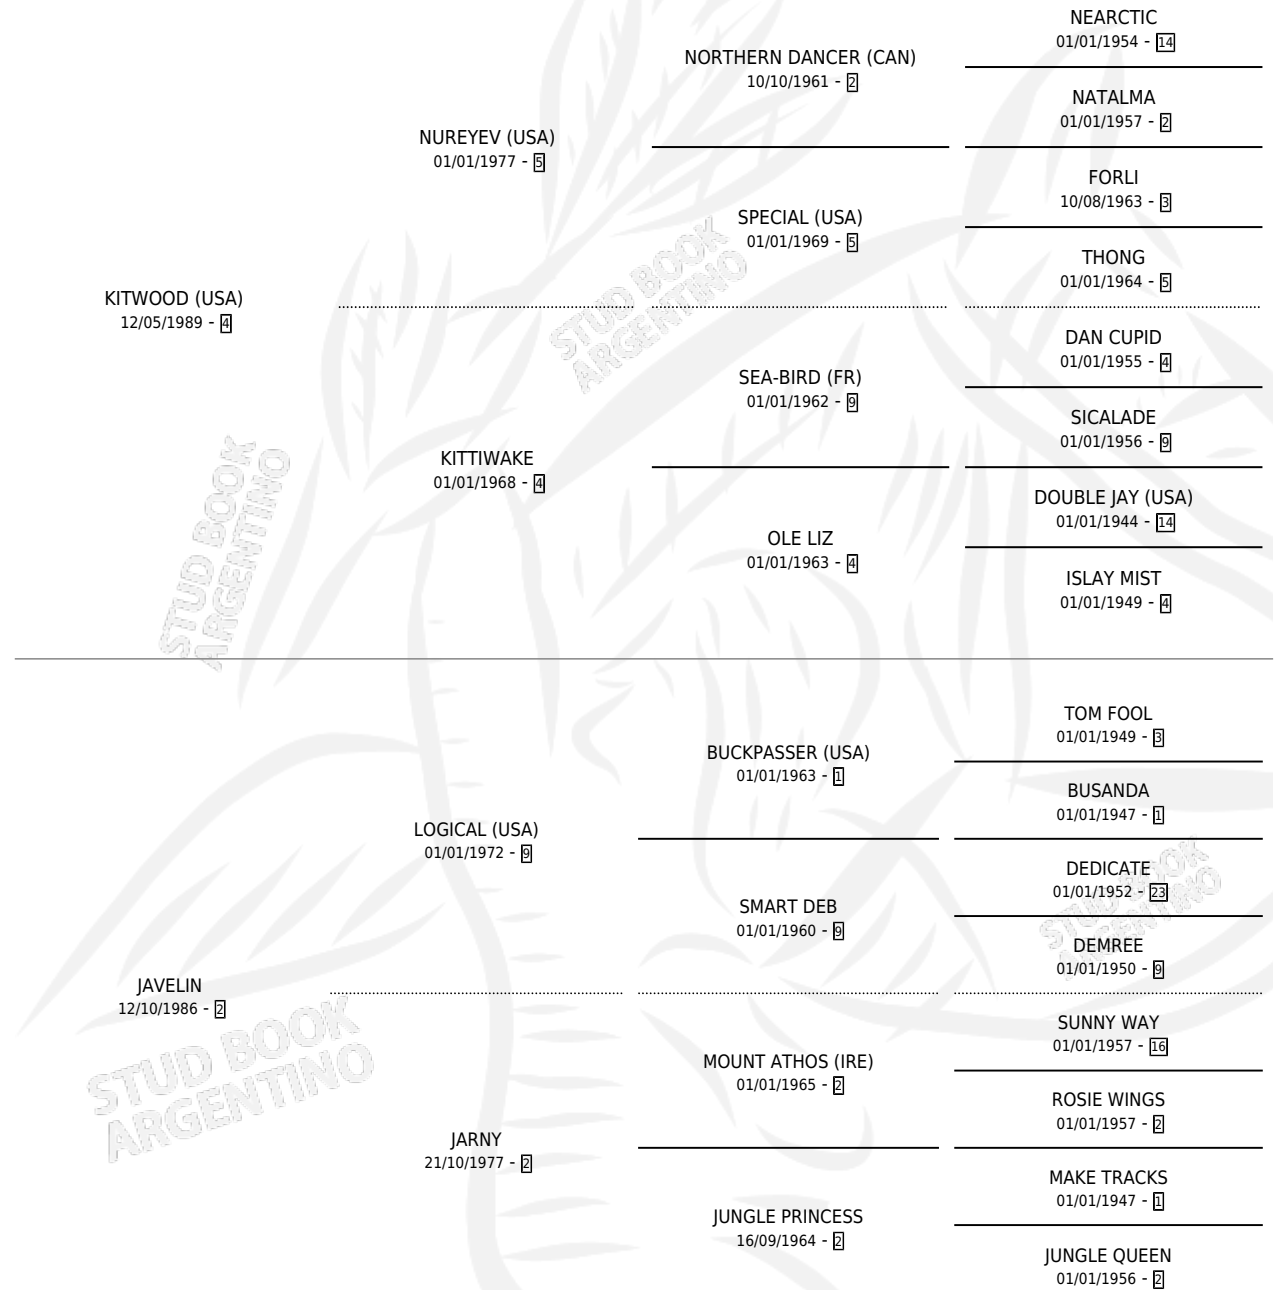 NEARCTIC
01/01/1954 - 14
NORTHERN DANCER (CAN)
10/10/1961 - 2
NATALMA
01/01/1957 - 2
NUREYEV (USA)
01/01/1977 - 5
FORLI
10/08/1963 - 3
SPECIAL (USA)
01/01/1969 - 5
THONG
01/01/1964 - 5
KITWOOD (USA)
12/05/1989 - 4
STUD BOOK
ARGENTINO
DAN CUPID
01/01/1955 - 4
SEA-BIRD (FR)
01/01/1962 - 9
SICALADE
01/01/1956 - 9
KITTIWAKE
01/01/1968 - 4
DOUBLE JAY (USA)
01/01/1944 - 14
OLE LIZ
01/01/1963 - 4
ISLAY MIST
01/01/1949 - 4
STUD BOOK
ARGENTINO
TOM FOOL
01/01/1949 - 3
BUCKPASSER (USA)
01/01/1963 - 1
BUSANDA
01/01/1947 - 1
LOGICAL (USA)
01/01/1972 - 9
DEDICATE
01/01/1952 - 23
SMART DEB
01/01/1960 - 9
STUD BOOK
ARGENTINO
DEMREE
01/01/1950 - 9
JAVELIN
12/10/1986 - 2
SUNNY WAY
01/01/1957 - 16
STUD BOOK
ARGENTINO
MOUNT ATHOS (IRE)
01/01/1965 - 2
ROSIE WINGS
01/01/1957 - 2
JARNY
21/10/1977 - 2
MAKE TRACKS
01/01/1947 - 1
JUNGLE PRINCESS
16/09/1964 - 2
JUNGLE QUEEN
01/01/1956 - 2